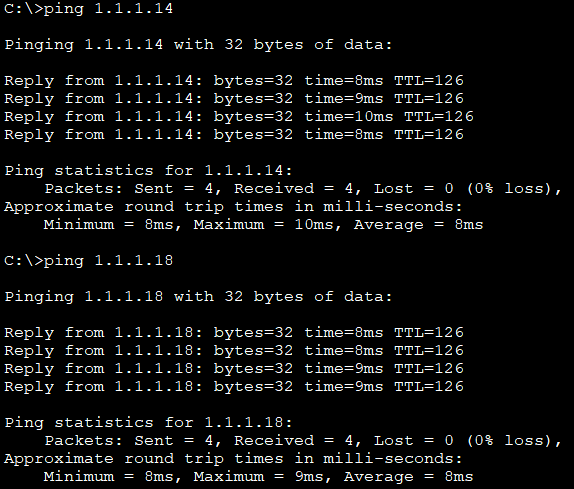 C:\>ping 1.1.1.14
Pinging 1.1.1.14 with 32 bytes of data:
Reply from 1.1.1.14: bytes=32 time=8ms TTL=126
Reply from 1.1.1.14: bytes=32 time=9ms TTL=126
Reply from 1.1.1.14: bytes=32 time=10ms TTL=126
Reply from 1.1.1.14: bytes=32 time=8ms TTL=126
Ping statistics for 1.1.1.14:
    Packets: Sent = 4, Received = 4, Lost = 0 (0% loss),
Approximate round trip times in milli-seconds:
    Minimum = 8ms, Maximum = 10ms, Average = 8ms
C:\>ping 1.1.1.18
Pinging 1.1.1.18 with 32 bytes of data:
Reply from 1.1.1.18: bytes=32 time=8ms TTL=126
Reply from 1.1.1.18: bytes=32 time=8ms TTL=126
Reply from 1.1.1.18: bytes=32 time=9ms TTL=126
Reply from 1.1.1.18: bytes=32 time=9ms TTL=126
Ping statistics for 1.1.1.18:
    Packets: Sent = 4, Received = 4, Lost = 0 (0% loss),
Approximate round trip times in milli-seconds:
    Minimum = 8ms, Maximum = 9ms, Average = 8ms